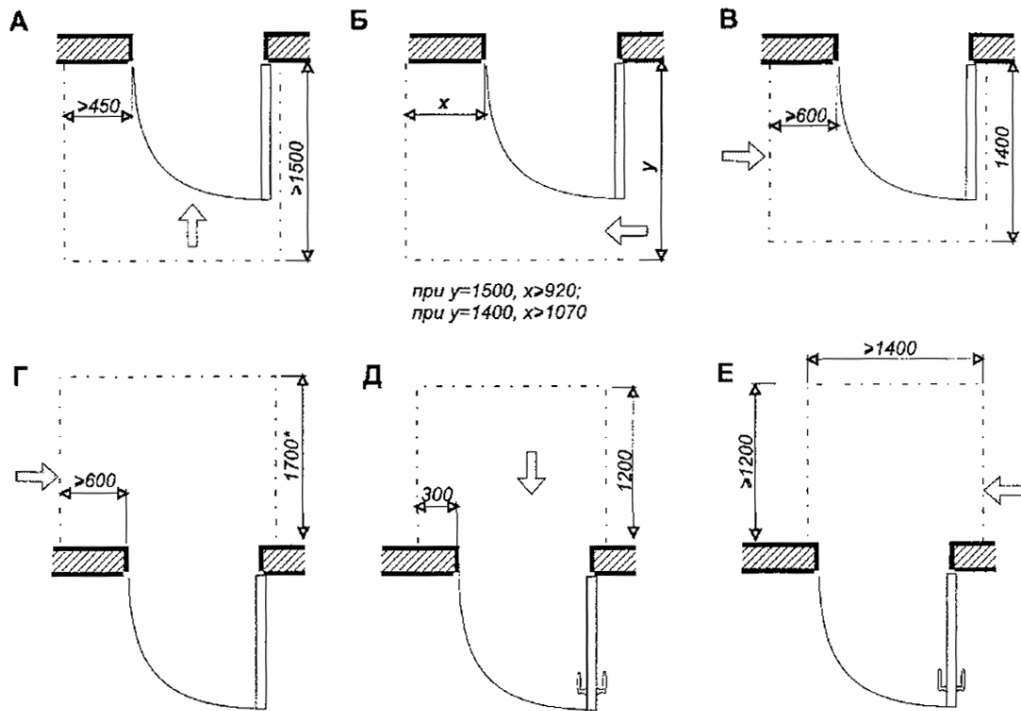 А
Б
В
>450
>1500
x
y
⩾600
1400
при y=1500, x⩾920;
при y=1400, x>1070
Г
Д
Е
>600
1700*
300
1200
>1400
⩾1200